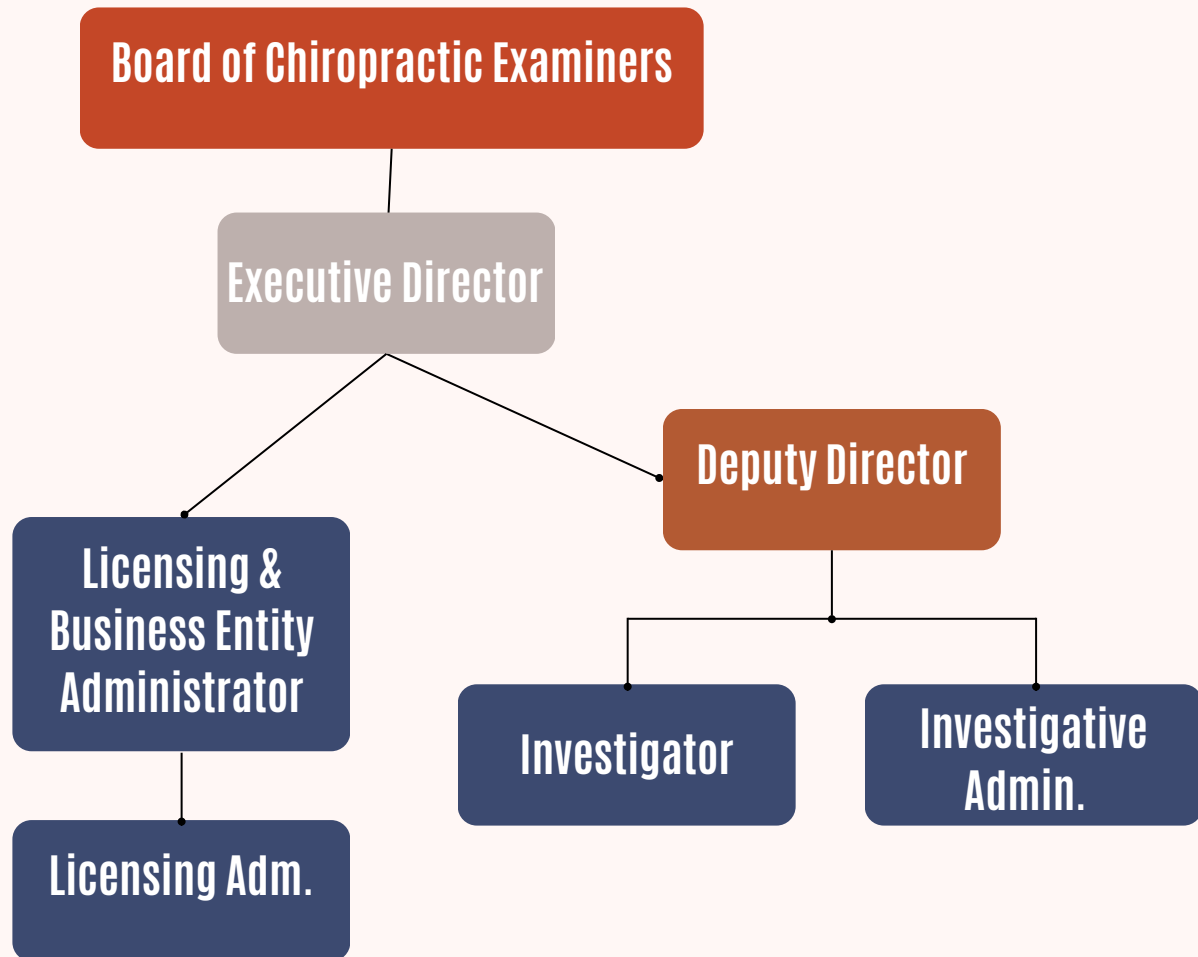 Board of Chiropractic Examiners
Executive Director
Deputy Director
Licensing &
Business Entity
Administrator
Investigator
Investigative
Admin.
Licensing Adm.